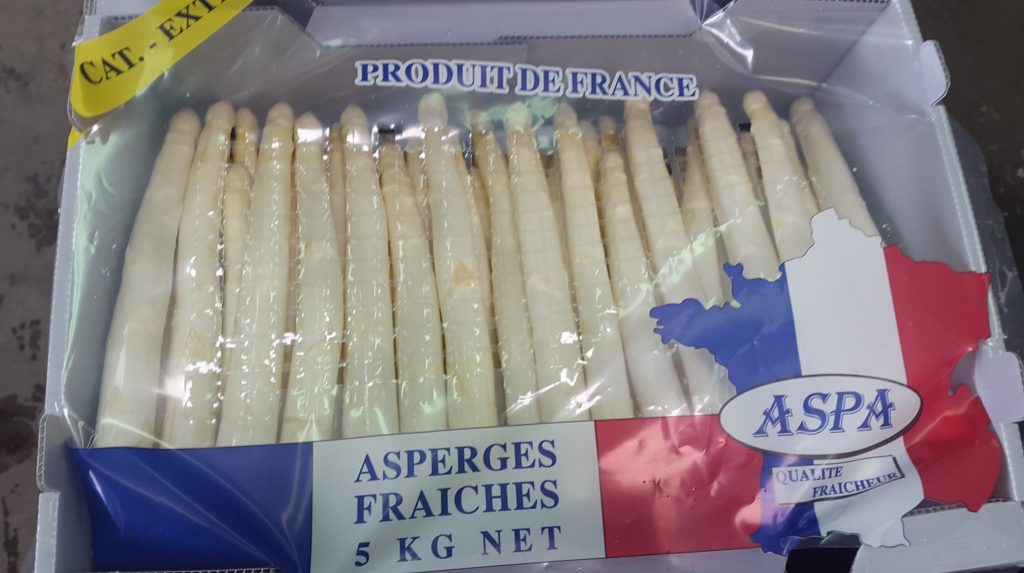 CAT. - EXT
PRODUIT DE FRANCE
ASPA
QUALITE
FRAICHEUR
ASPERGES
FRAICHES
5 KG NET